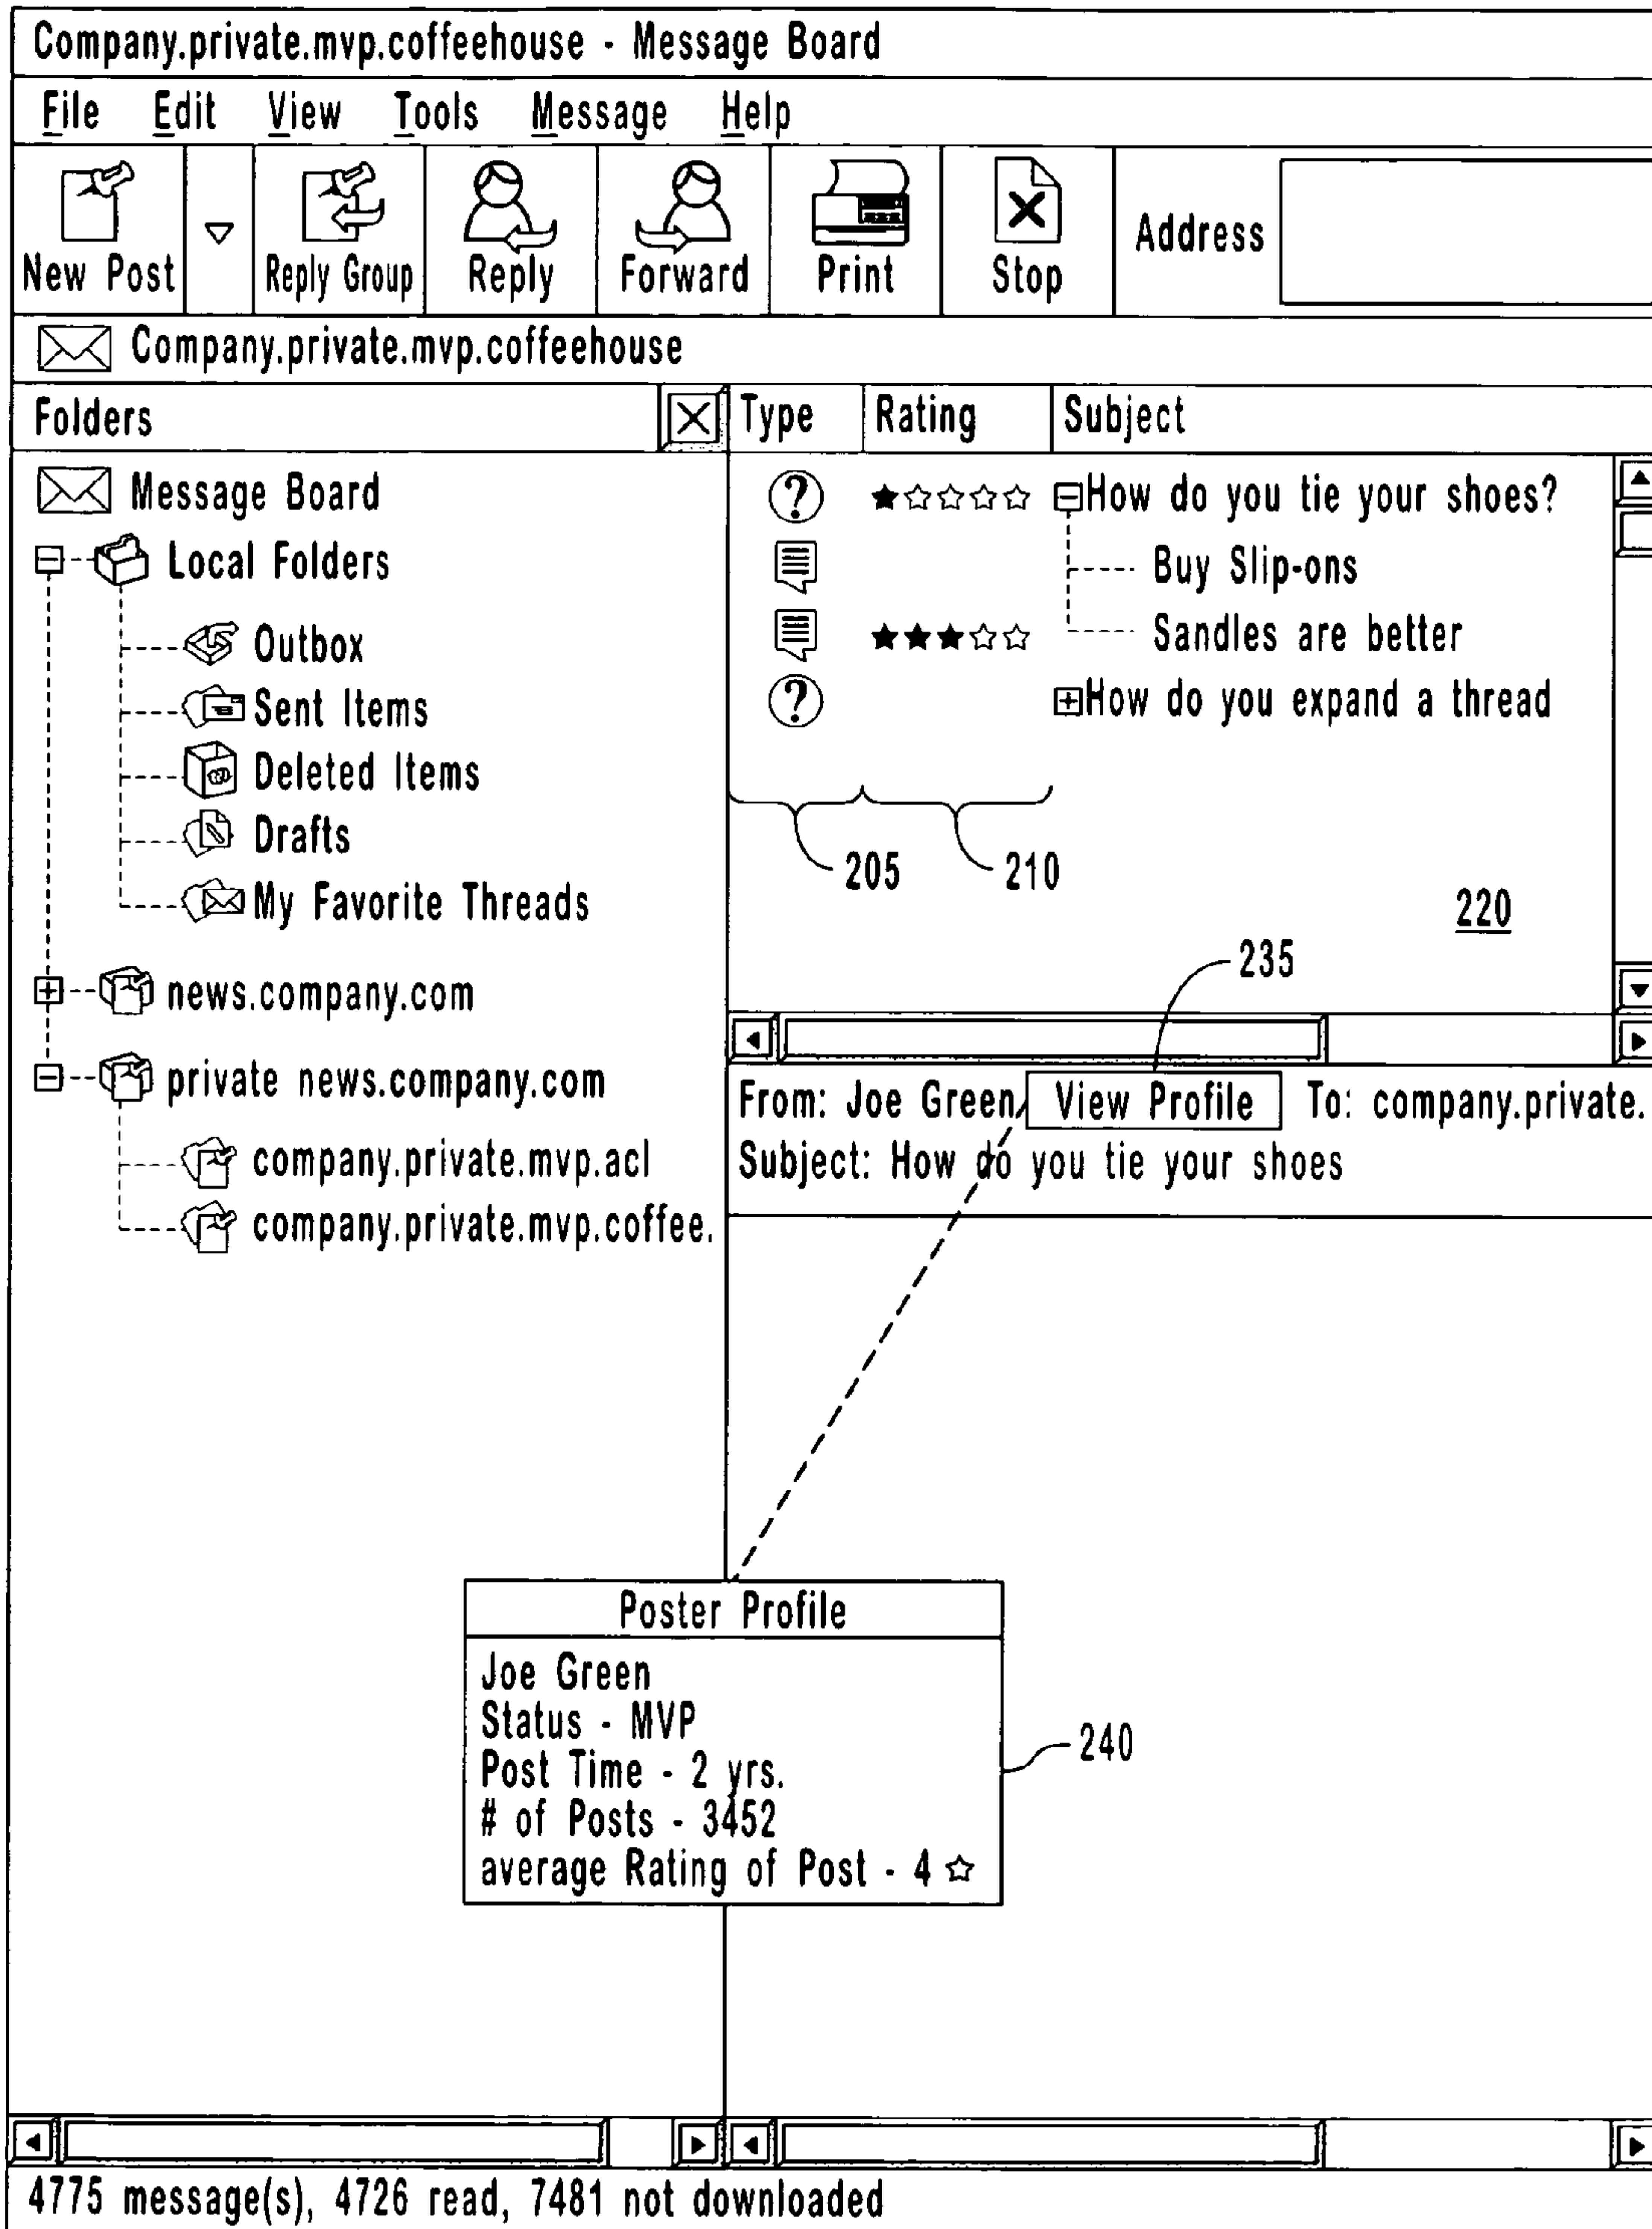 Company.private.mvp.coffeehouse - Message Board
File Edit View Tools Message Help
New Post Reply Group Reply Forward Print Stop Address
Company.private.mvp.coffeehouse
Folders
Message Board
Local Folders
Outbox
Sent Items
Deleted Items
Drafts
My Favorite Threads
news.company.com
private news.company.com
company.private.mvp.acl
company.private.mvp.coffee.
Type Rating Subject
How do you tie your shoes?
Buy Slip-ons
Sandles are better
How do you expand a thread
205 210
220
235
From: Joe Green View Profile To: company.private.
Subject: How do you tie your shoes
Poster Profile
Joe Green
Status - MVP
Post Time - 2 yrs.
# of Posts - 3452
average Rating of Post - 4 ☆
240
4775 message(s), 4726 read, 7481 not downloaded